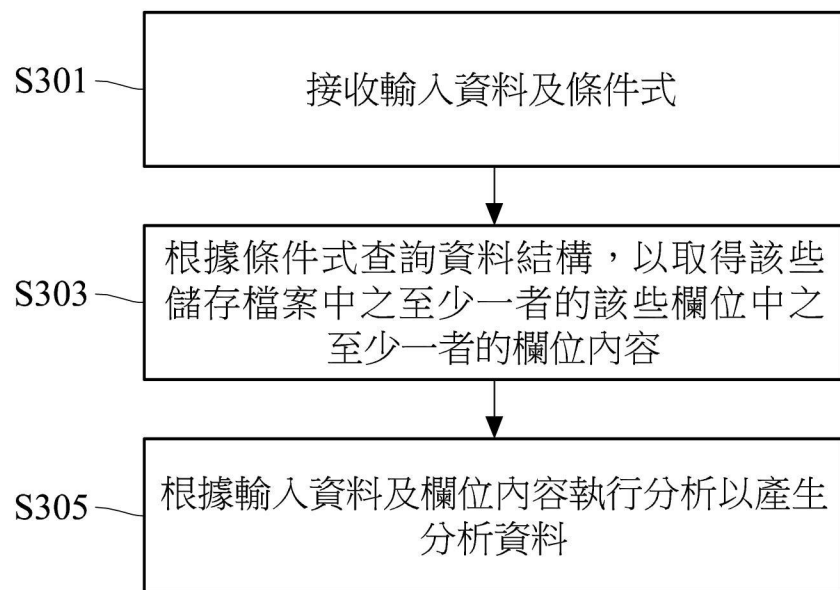 S301
接收輸入資料及條件式
S303
根據條件式查詢資料結構，以取得該些
儲存檔案中之至少一者的該些欄位中之
至少一者的欄位內容
S305
根據輸入資料及欄位內容執行分析以產生
分析資料